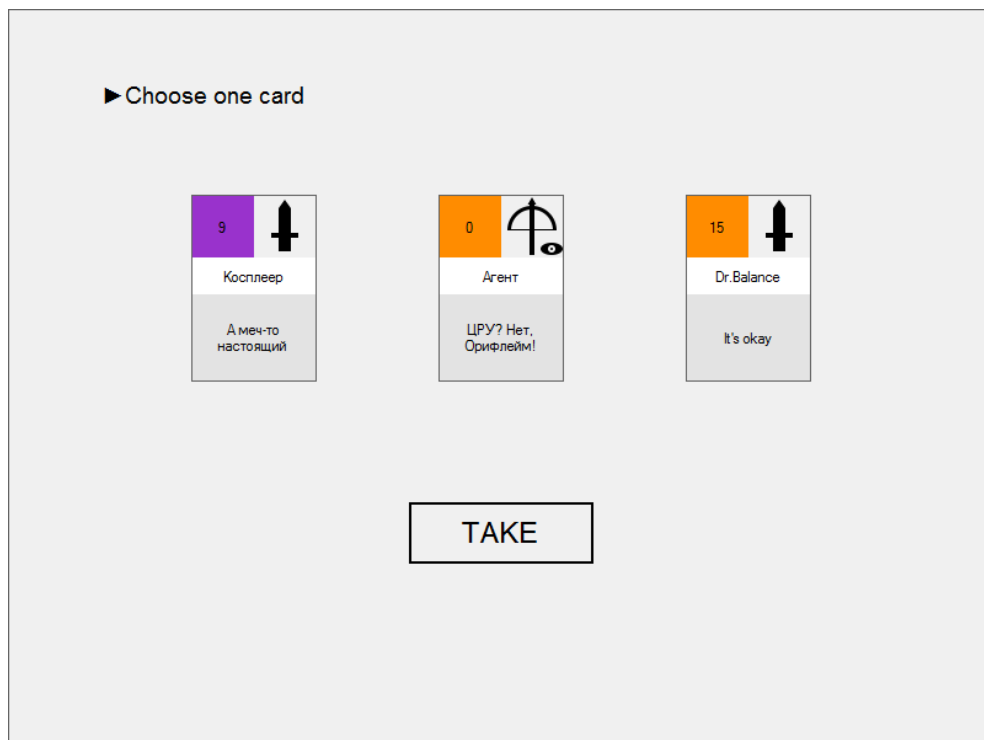 ►Choose one card
9
Косплеер
А меч-то
настоящий
0
Агент
ЦРУ? Нет,
Орифлейм!
15
Dr.Balance
It's okay
TAKE